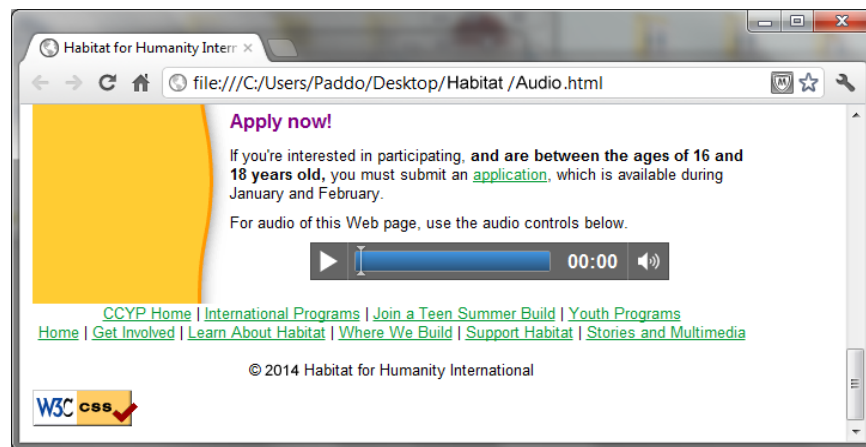 Habitat for Humanity Intern
file:///C:/Users/Paddo/Desktop/Habitat /Audio.html
Apply now!
If you're interested in participating, and are between the ages of 16 and
18 years old, you must submit an application, which is available during
January and February.
For audio of this Web page, use the audio controls below.
00:00
CCYP Home | International Programs | Join a Teen Summer Build | Youth Programs
Home | Get Involved | Learn About Habitat | Where We Build | Support Habitat | Stories and Multimedia
© 2014 Habitat for Humanity International
W3C css